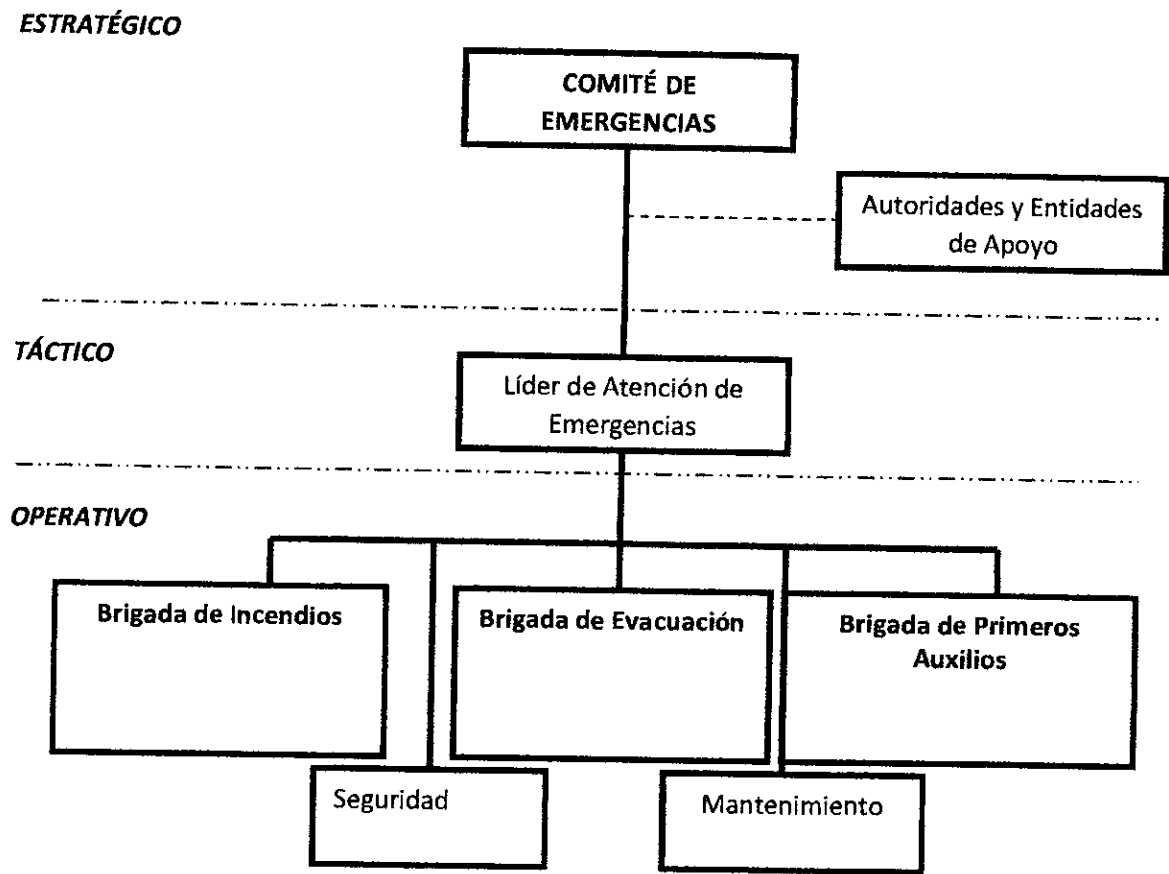 ESTRATÉGICO
COMITÉ DE
EMERGENCIAS
Autoridades y Entidades
de Apoyo
TÁCTICO
Líder de Atención de
Emergencias
OPERATIVO
Brigada de Incendios
Brigada de Evacuación
Brigada de Primeros
Auxilios
Seguridad
Mantenimiento